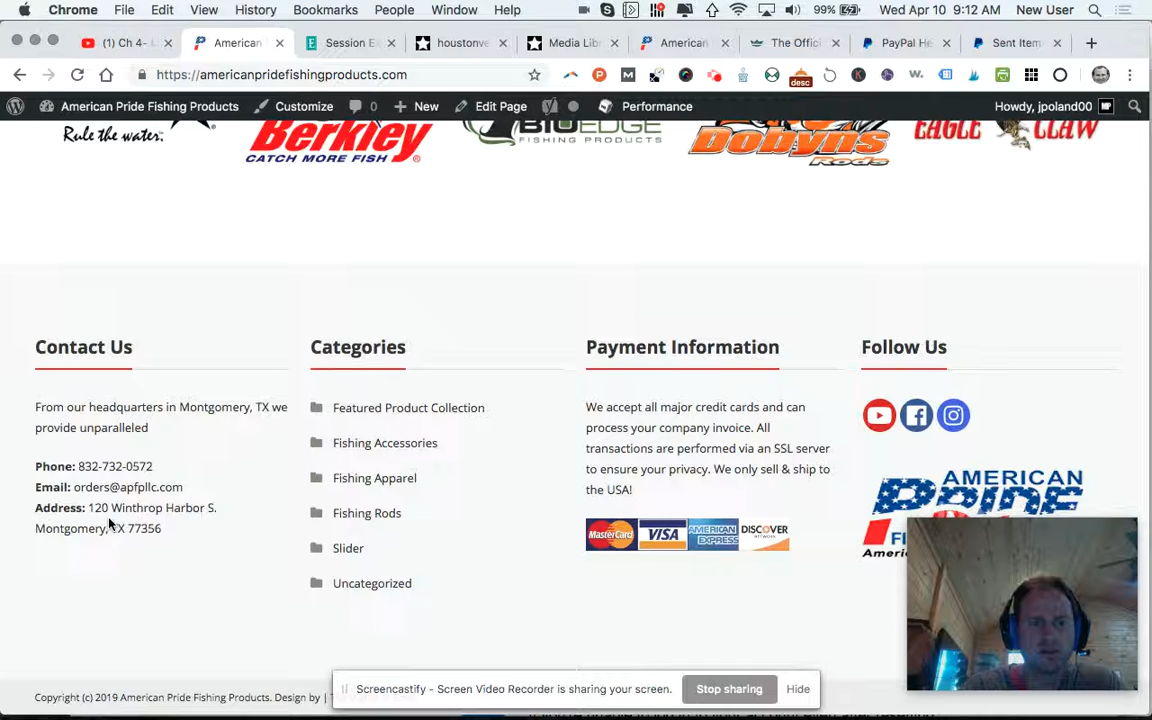 Chrome File Edit View History Bookmarks People Window Help 99% Wed Apr 10 9:12 AM New User
(1) Ch 4- American Session E houstonve Media Lib American The Offici PayPal He Sent Item
https://americanpridefishingproducts.com
American Pride Fishing Products Customize 0 New Edit Page Performance Howdy, jpoland00
Rule the water. Berkley BIOEDGE Dobyns EAGLE CLAW
CATCH MORE FISH FISHING PRODUCTS Rods
Contact Us
From our headquarters in Montgomery, TX we
provide unparalleled
Phone: 832-732-0572
Email: orders@apfpllc.com
Address: 120 Winthrop Harbor S.
Montgomery, TX 77356
Categories
Featured Product Collection
Fishing Accessories
Fishing Apparel
Fishing Rods
Slider
Uncategorized
Payment Information
We accept all major credit cards and can
process your company invoice. All
transactions are performed via an SSL server
to ensure your privacy. We only sell & ship to
the USA!
MasterCard VISA AMERICAN EXPRESS DISCOVER NETWORK
Follow Us
AMERICAN
PRIDE
Copyright (c) 2019 American Pride Fishing Products. Design by |
Screencastify - Screen Video Recorder is sharing your screen. Stop sharing Hide